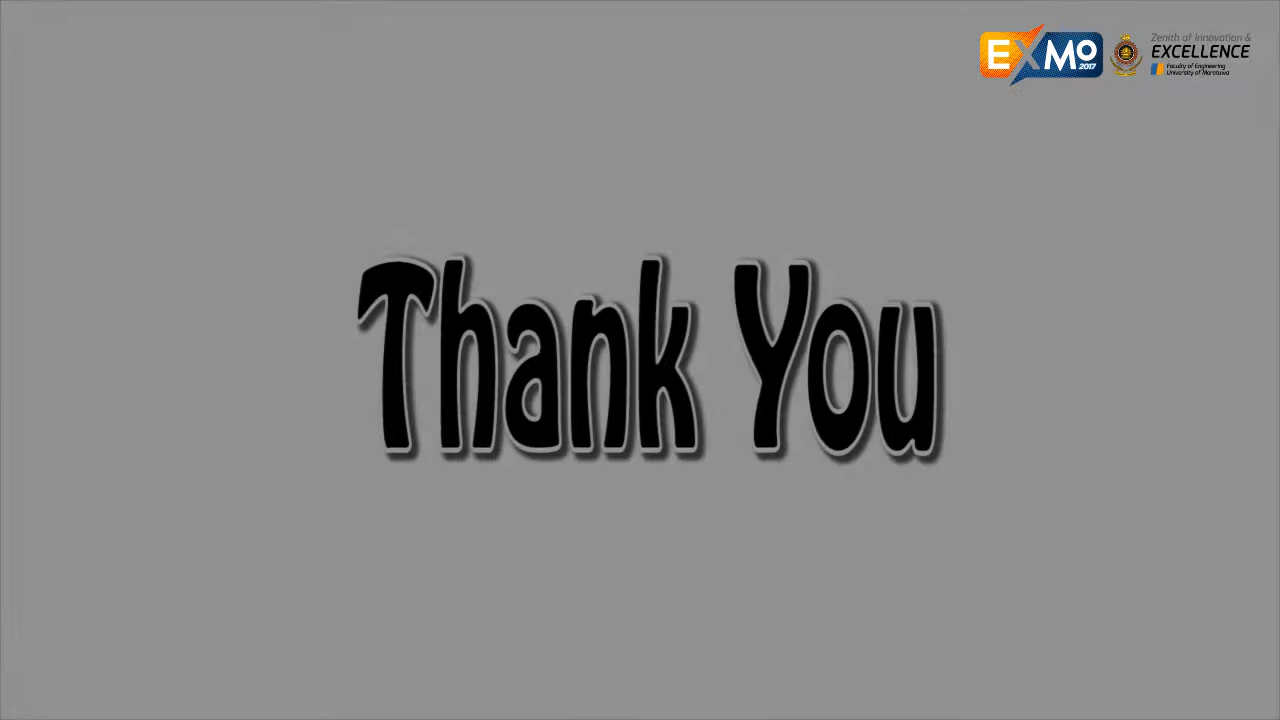 EXMO
2017
Zenith of Innovation &
EXCELLENCE
Faculty of Engineering
University of Moratuwa
Thank You